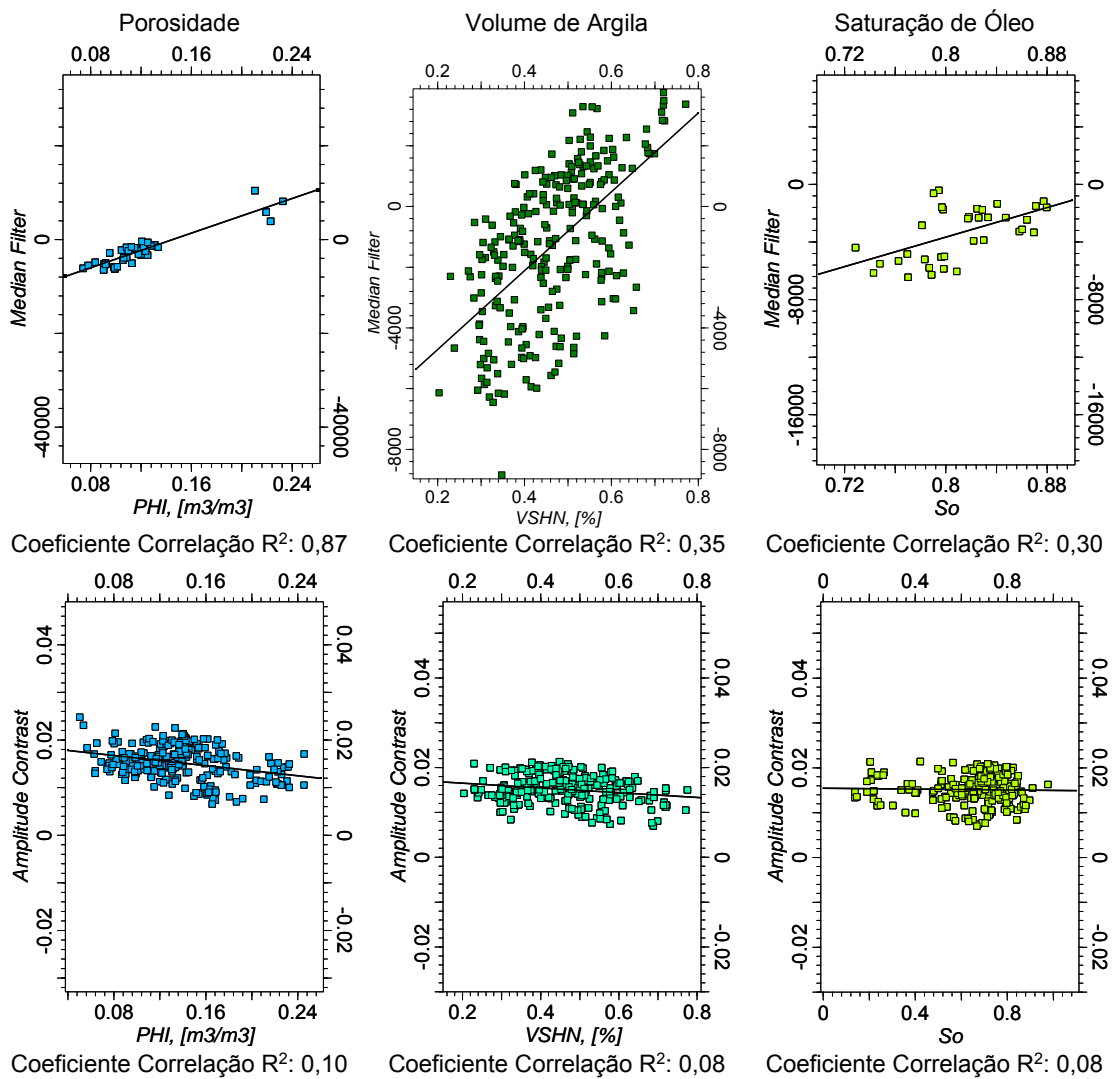 Porosidade
0.08 0.16 0.24
Median Filter
0
-40000
0
-40000
0.08 0.16 0.24
PHI, [m3/m3]
Coeficiente Correlação R²: 0,87
Volume de Argila
0.2 0.4 0.6 0.8
Median Filter
0
-4000
-8000
0
-4000
-8000
0.2 0.4 0.6 0.8
VSHN, [%]
Coeficiente Correlação R²: 0,35
Saturação de Óleo
0.72 0.8 0.88
Median Filter
0
-8000
-16000
0
-8000
-16000
0.72 0.8 0.88
So
Coeficiente Correlação R²: 0,30
0.08 0.16 0.24
Amplitude Contrast
0.04
0.02
0
-0.02
0.04
0.02
0
-0.02
0.08 0.16 0.24
PHI, [m3/m3]
Coeficiente Correlação R²: 0,10
0.2 0.4 0.6 0.8
Amplitude Contrast
0.04
0.02
0
-0.02
0.04
0.02
0
-0.02
0.2 0.4 0.6 0.8
VSHN, [%]
Coeficiente Correlação R²: 0,08
0 0.4 0.8
Amplitude Contrast
0.04
0.02
0
-0.02
0.04
0.02
0
-0.02
0 0.4 0.8
So
Coeficiente Correlação R²: 0,08